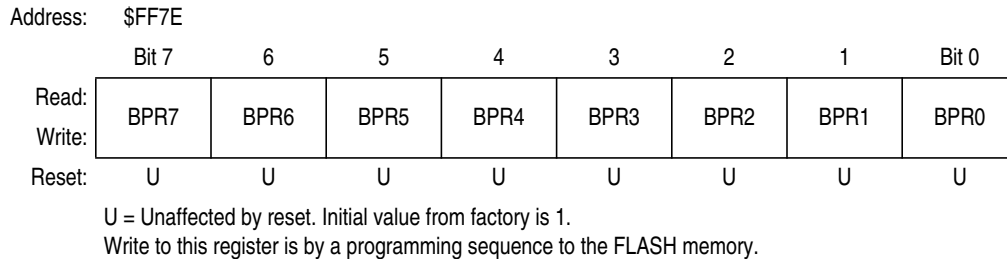 Address: $FF7E
Bit 7 6 5 4 3 2 1 Bit 0
Read:
BPR7 BPR6 BPR5 BPR4 BPR3 BPR2 BPR1 BPR0
Write:
Reset: U U U U U U U U
U = Unaffected by reset. Initial value from factory is 1.
Write to this register is by a programming sequence to the FLASH memory.